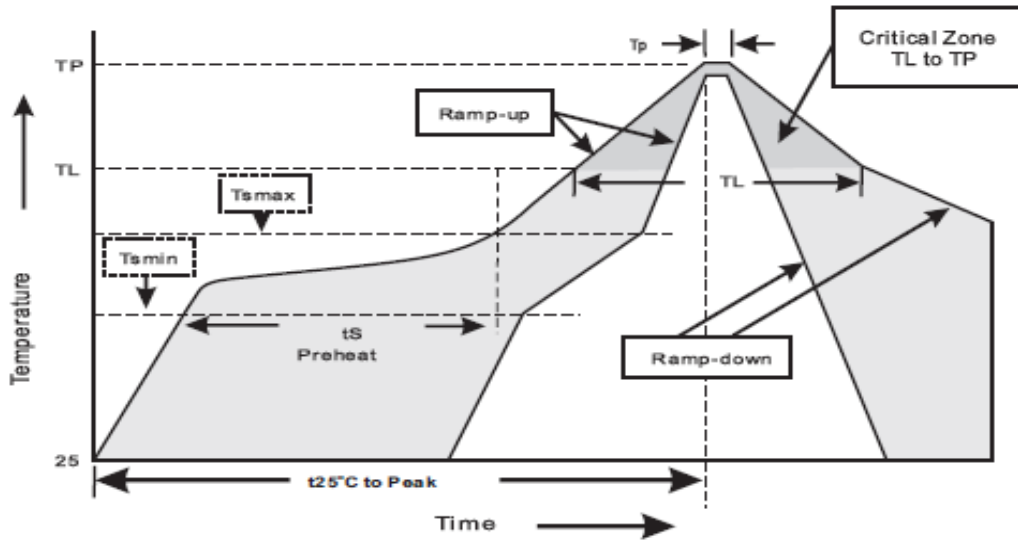 Tp
Critical Zone
TL to TP
TP
Ramp-up
TL
Tsmax
TL
Tsmin
tS
Preheat
Ramp-down
Temperature
25
t25°C to Peak
Time